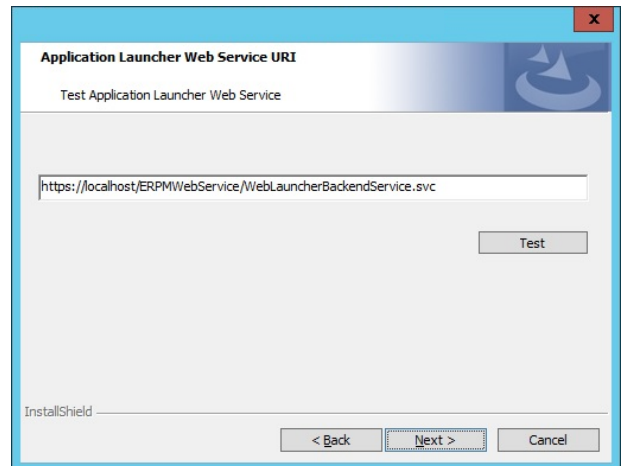 x
Application Launcher Web Service URI
Test Application Launcher Web Service
https://localhost/ERPMWebService/WebLauncherBackendService.svc
Test
InstallShield
< Back Next > Cancel